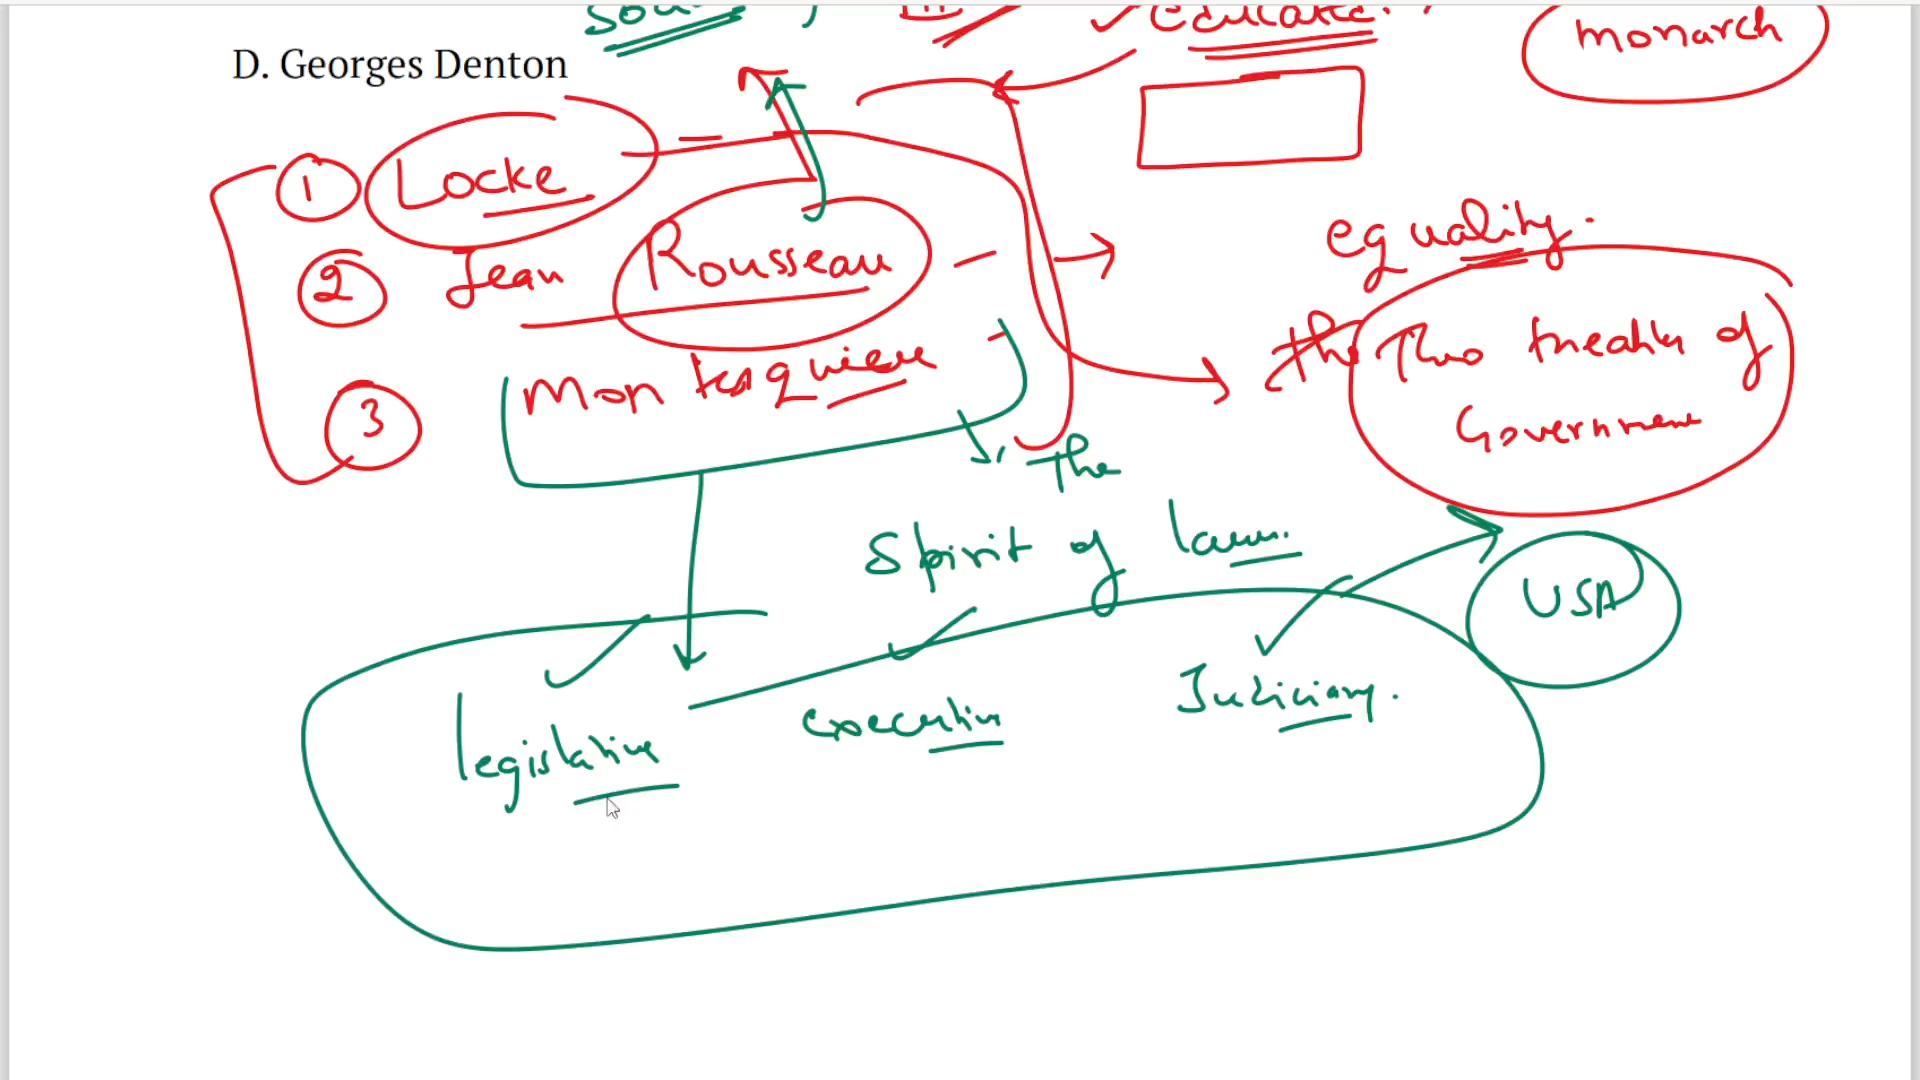 educate.
monarch
D. Georges Denton
1 Locke
equality.
2 Jean Rousseau
the Two treaties of
Government
3 Montesquieu
The
Spirit of laws.
USA
legislative executive Judiciary.